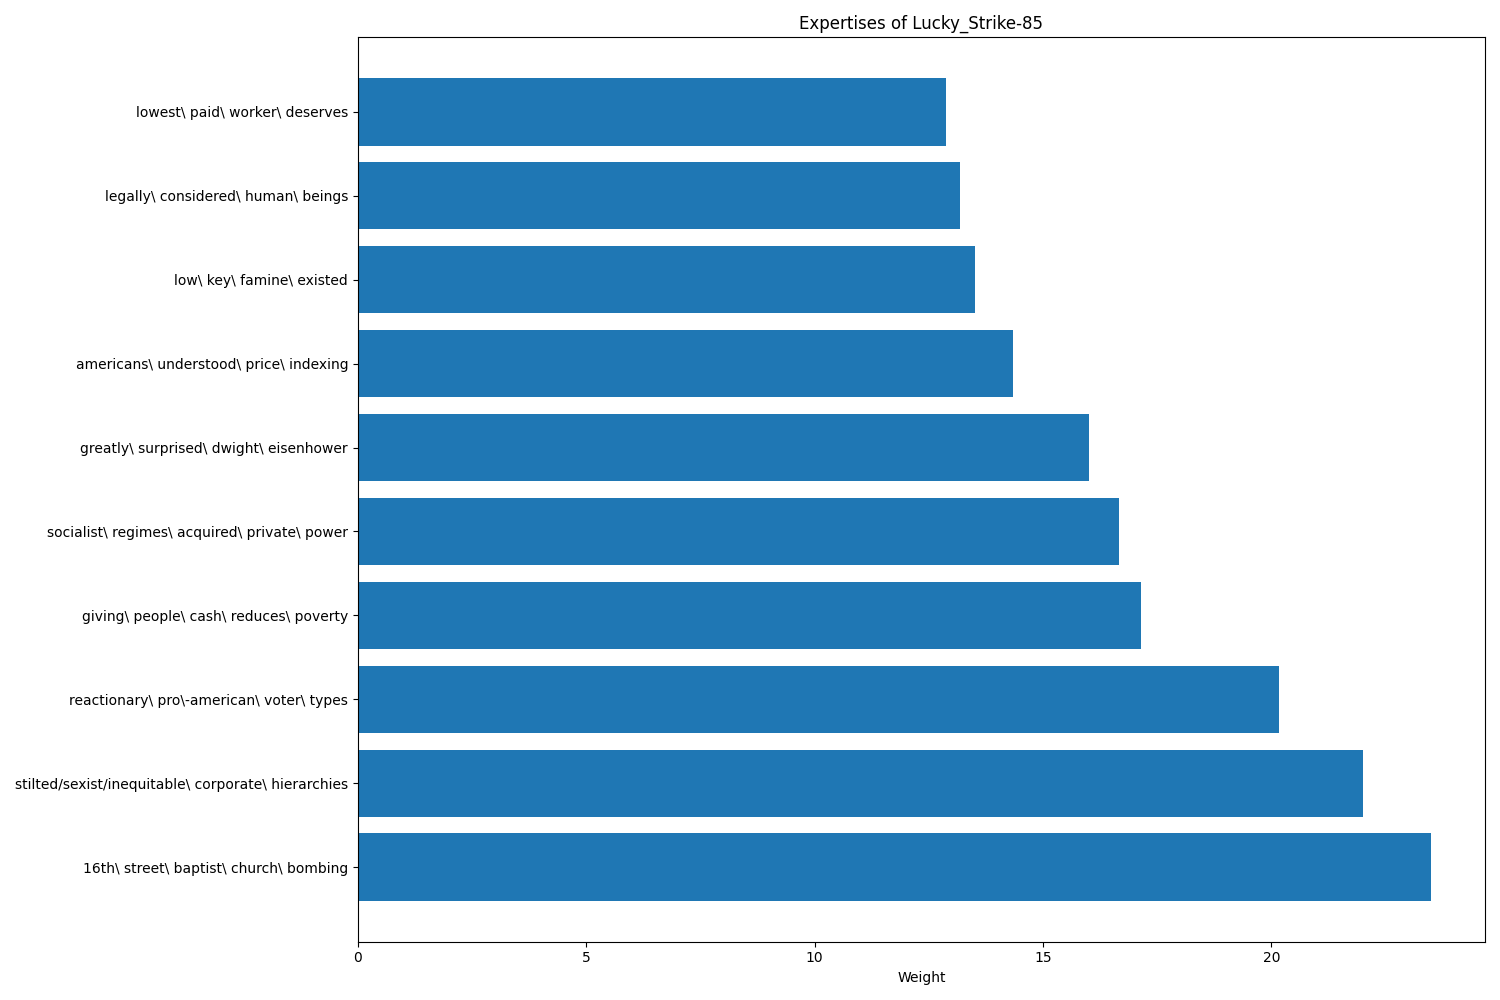 Expertises of Lucky_Strike-85
lowest\ paid\ worker\ deserves
legally\ considered\ human\ beings
low\ key\ famine\ existed
americans\ understood\ price\ indexing
greatly\ surprised\ dwight\ eisenhower
socialist\ regimes\ acquired\ private\ power
giving\ people\ cash\ reduces\ poverty
reactionary\ pro\-american\ voter\ types
stilted/sexist/inequitable\ corporate\ hierarchies
16th\ street\ baptist\ church\ bombing
0 5 10 15 20
Weight